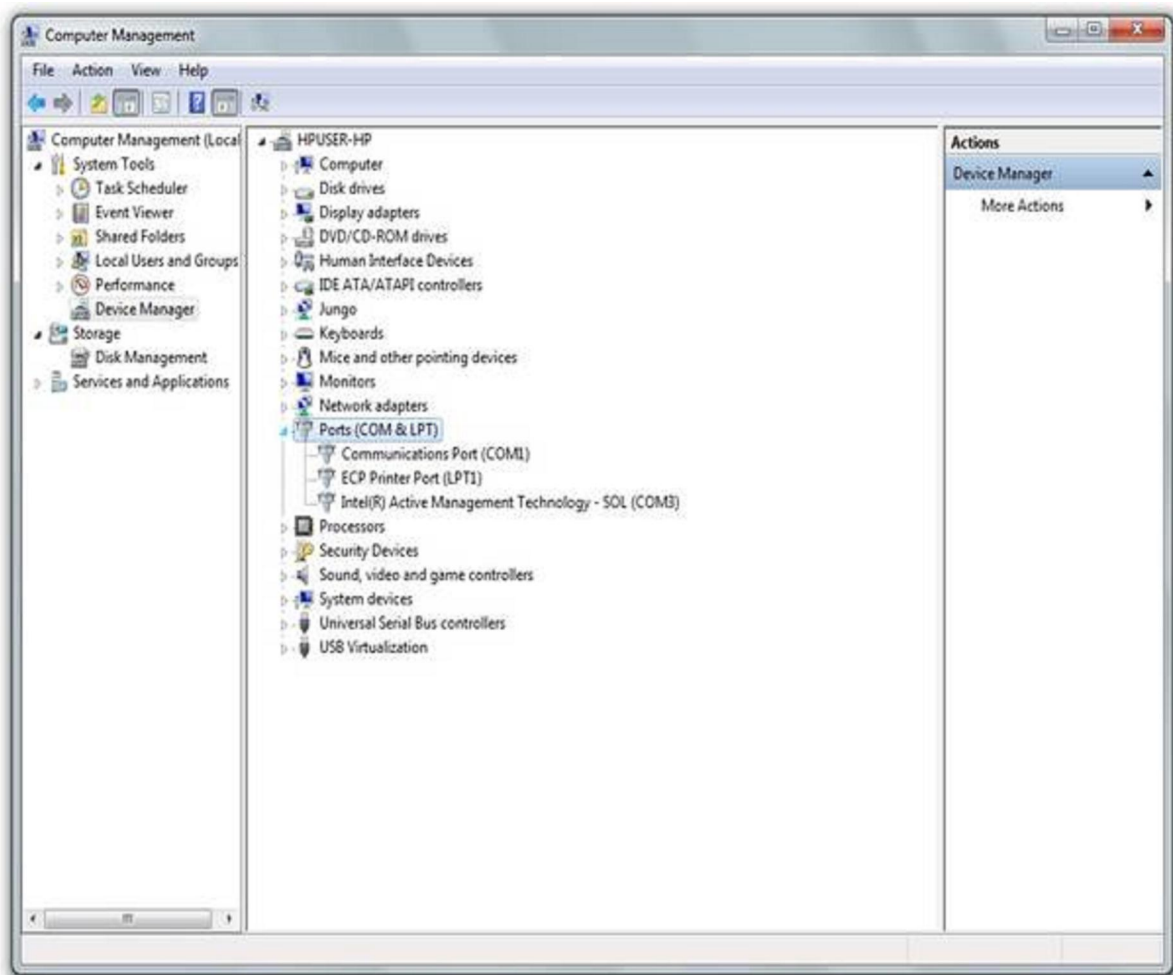 Computer Management
File Action View Help
Computer Management (Local
System Tools
Task Scheduler
Event Viewer
Shared Folders
Local Users and Groups
Performance
Device Manager
Storage
Disk Management
Services and Applications
HPUSER-HP
Computer
Disk drives
Display adapters
DVD/CD-ROM drives
Human Interface Devices
IDE ATA/ATAPI controllers
Jungo
Keyboards
Mice and other pointing devices
Monitors
Network adapters
Ports (COM & LPT)
Communications Port (COM1)
ECP Printer Port (LPT1)
Intel(R) Active Management Technology - SOL (COM3)
Processors
Security Devices
Sound, video and game controllers
System devices
Universal Serial Bus controllers
USB Virtualization
Actions
Device Manager
More Actions